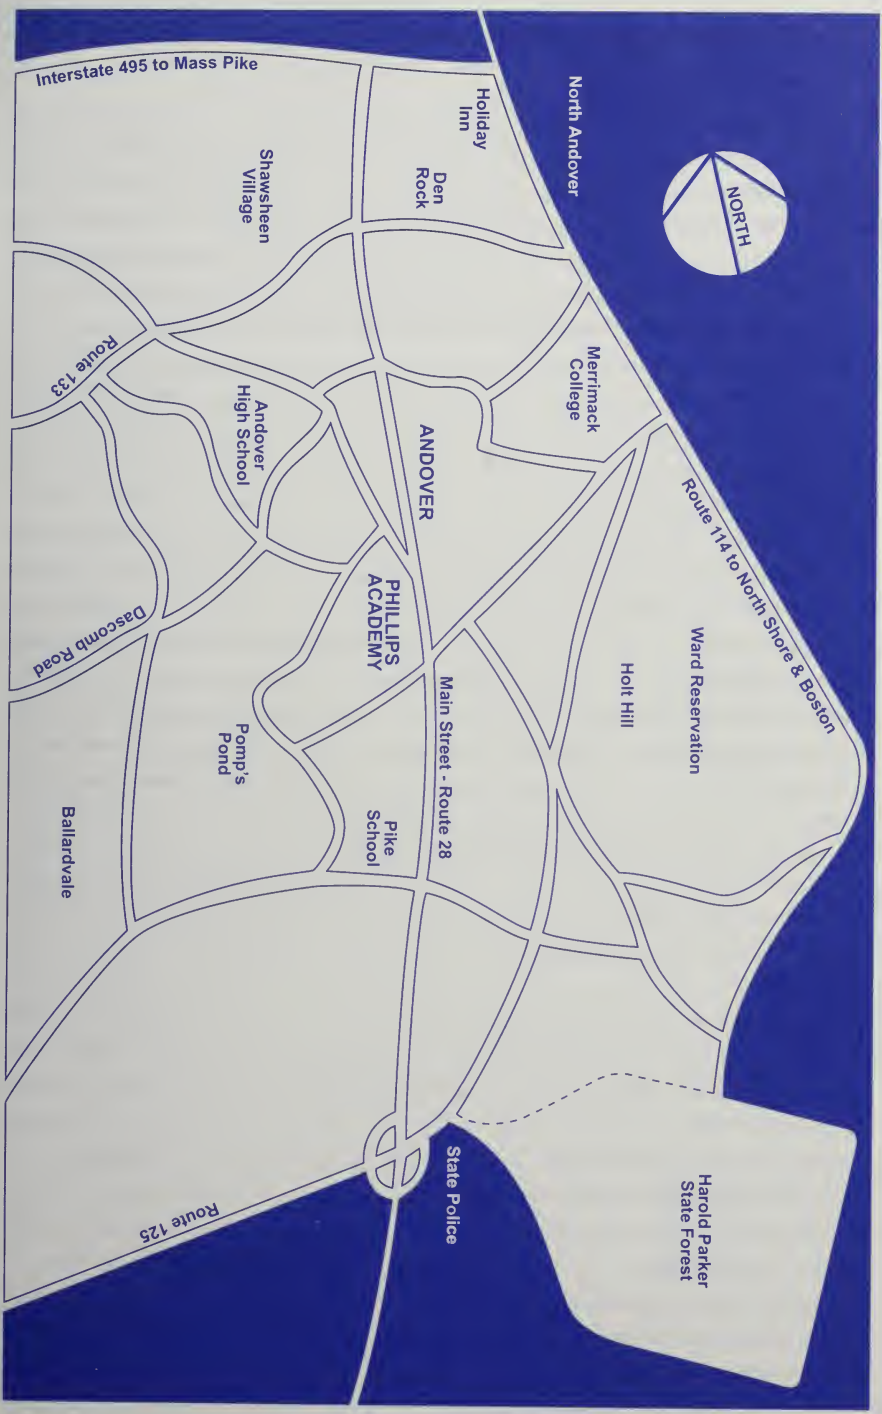 Interstate 495 to Mass Pike
Holiday
Inn
North Andover
NORTH
Den
Rock
Shawsheen
Village
Route 133
Merrimack
College
Andover
High School
ANDOVER
Route 114 to North Shore & Boston
PHILLIPS
ACADEMY
Dascomb Road
Ward Reservation
Holt Hill
Main Street - Route 28
Pomp's
Pond
Pike
School
Ballardvale
State Police
Harold Parker
State Forest
Route 125